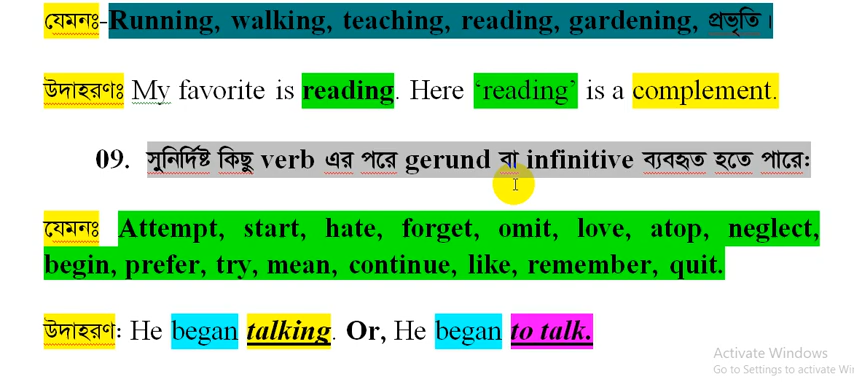 যেমনঃ-Running, walking, teaching, reading, gardening, প্রভৃতি।
উদাহরণঃ My favorite is reading. Here ‘reading’ is a complement.
09. সুনির্দিষ্ট কিছু verb এর পরে gerund বা infinitive ব্যবহৃত হতে পারে:
যেমনঃ Attempt, start, hate, forget, omit, love, atop, neglect,
begin, prefer, try, mean, continue, like, remember, quit.
উদাহরণ: He began talking. Or, He began to talk.
Activate Windows
Go to Settings to activate Wi